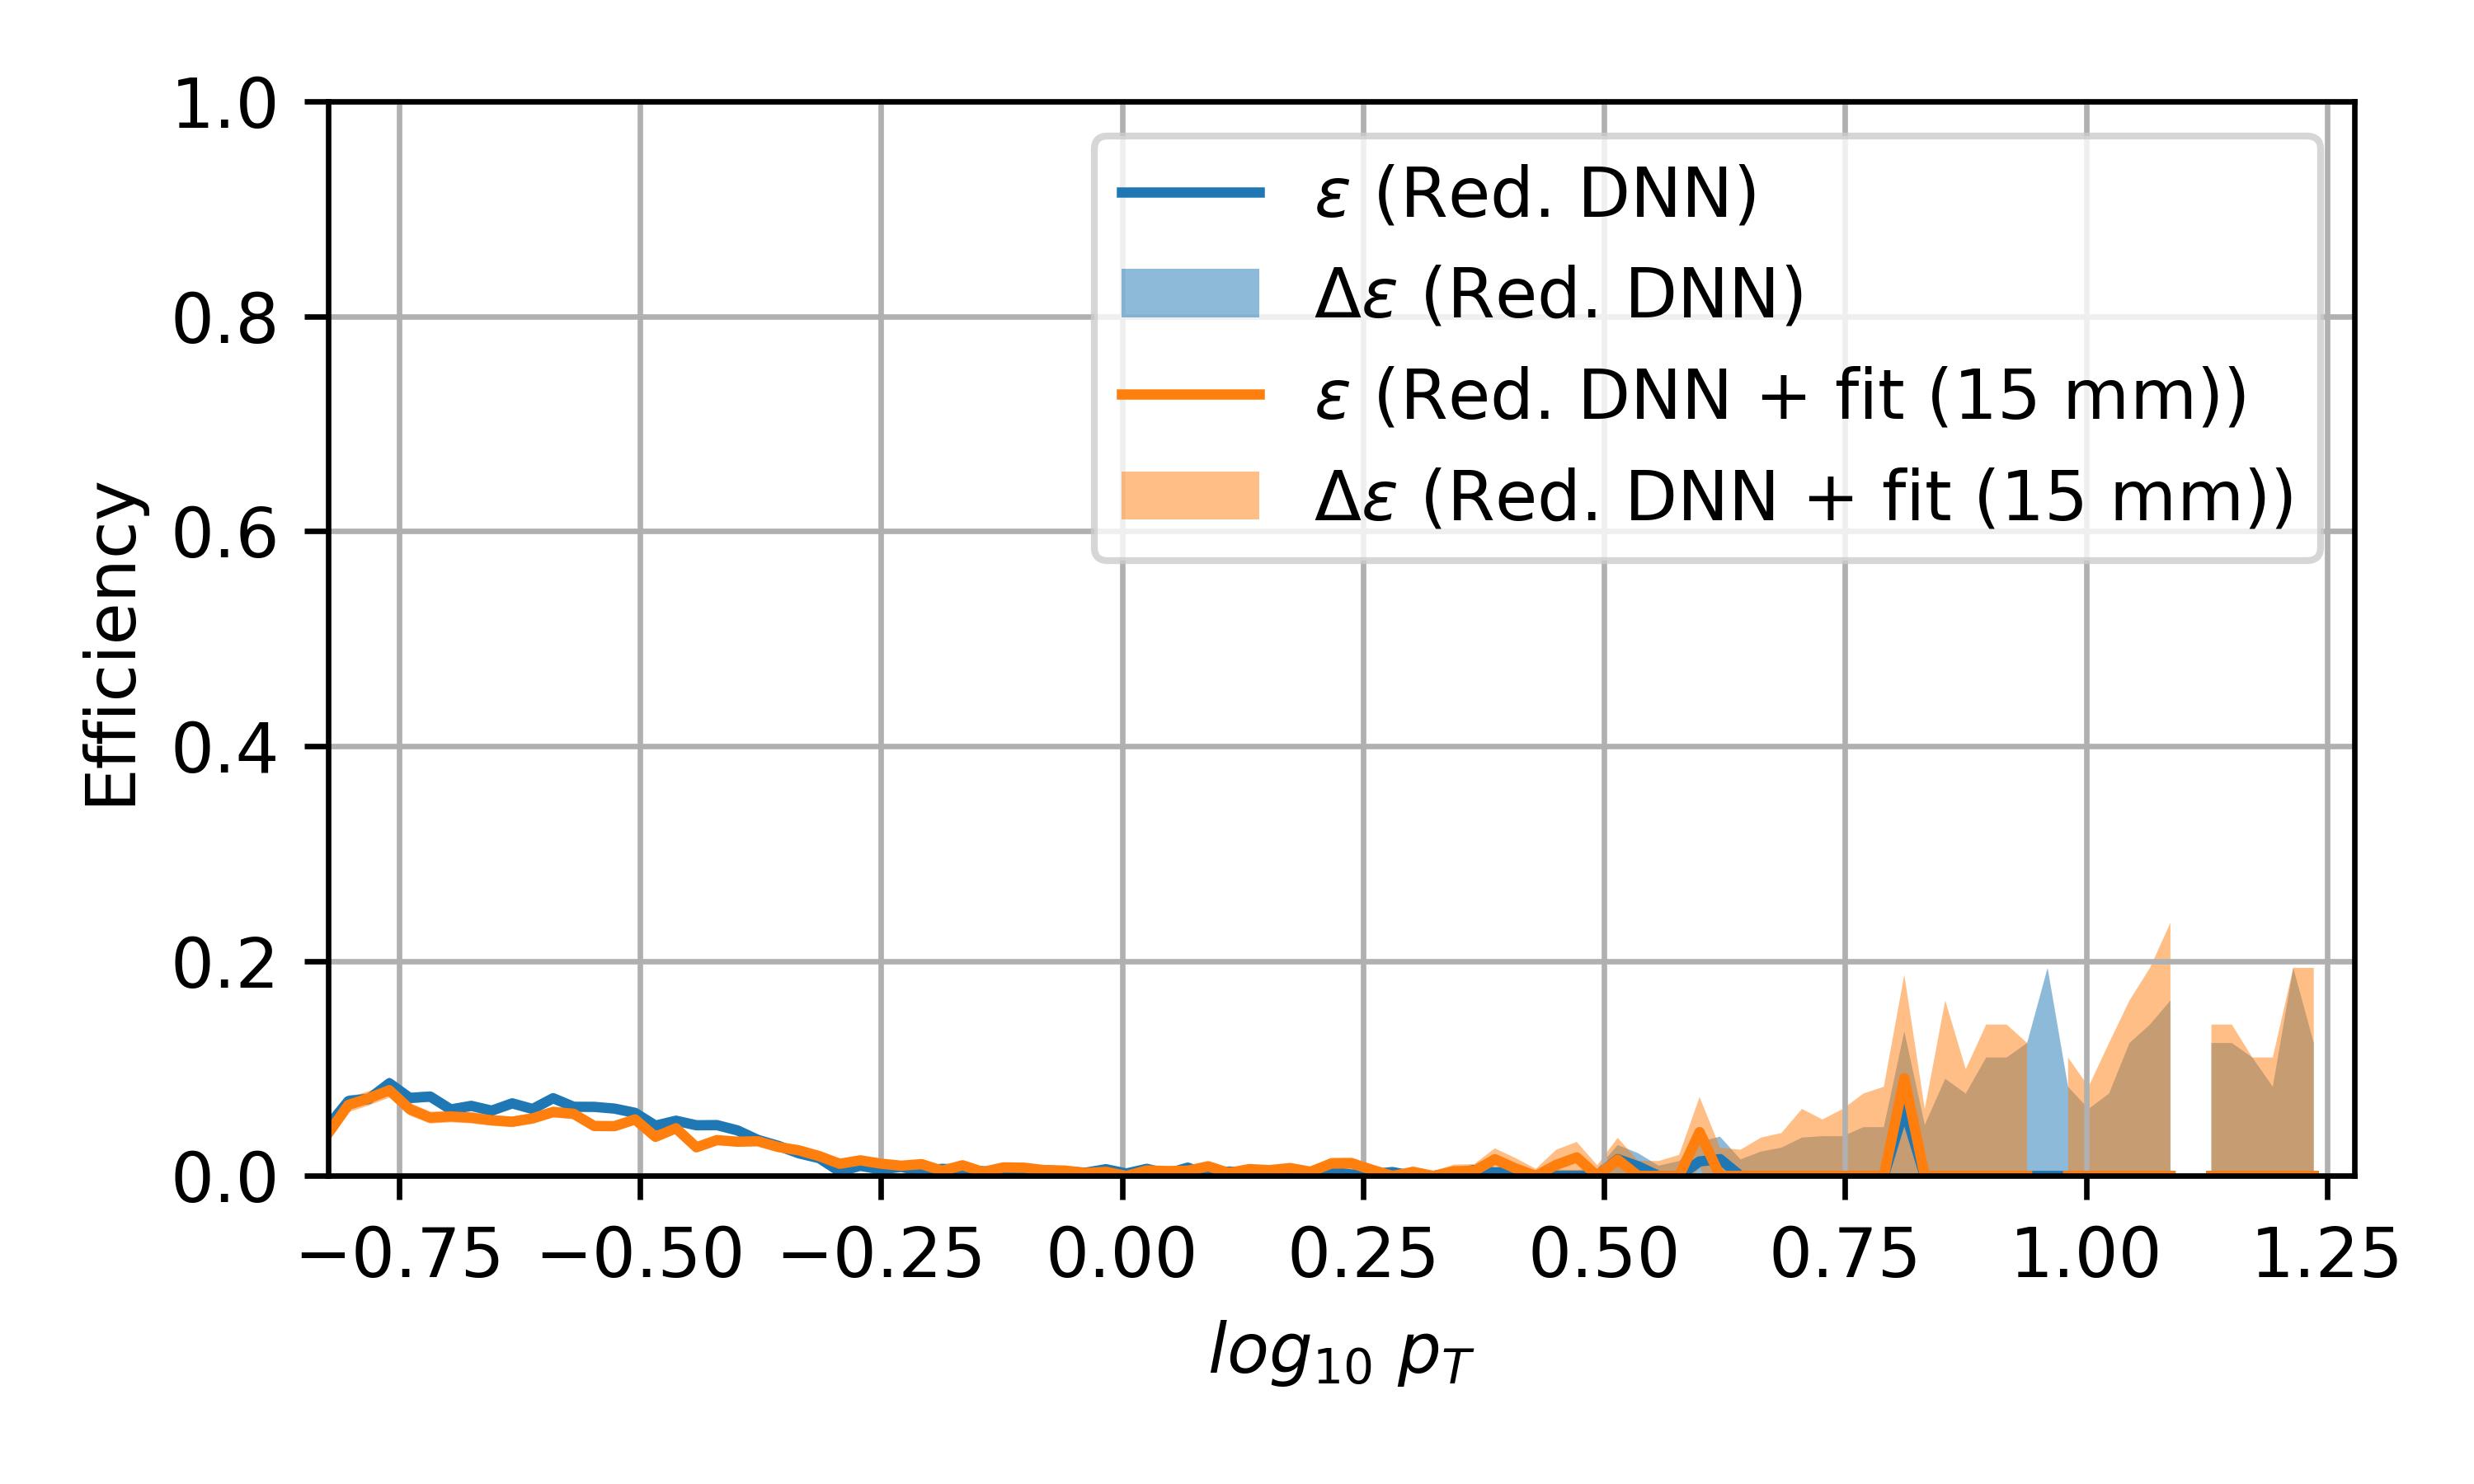 1.0
0.8
0.6
0.4
0.2
0.0
Efficiency
ε (Red. DNN)
Δε (Red. DNN)
ε (Red. DNN + fit (15 mm))
Δε (Red. DNN + fit (15 mm))
−0.75 −0.50 −0.25 0.00 0.25 0.50 0.75 1.00 1.25
log₁₀ p_T